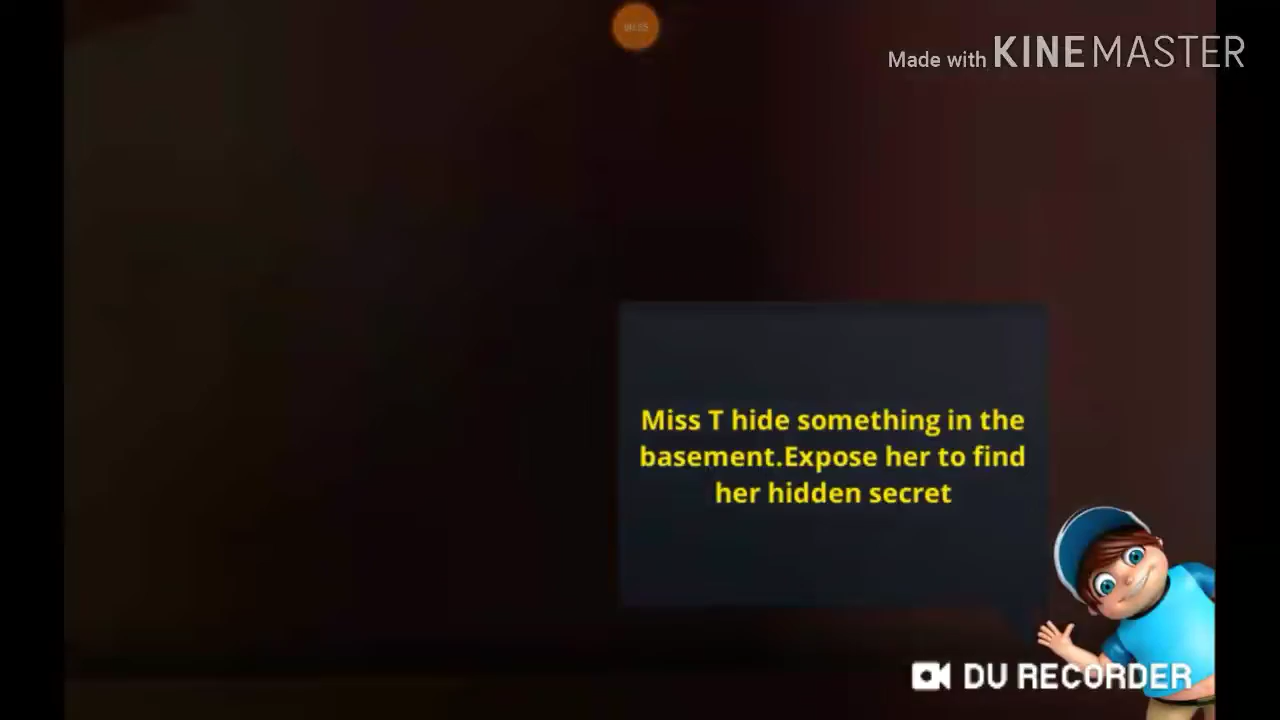 Made with KINEMASTER
Miss T hide something in the
basement.Expose her to find
her hidden secret
DU RECORDER